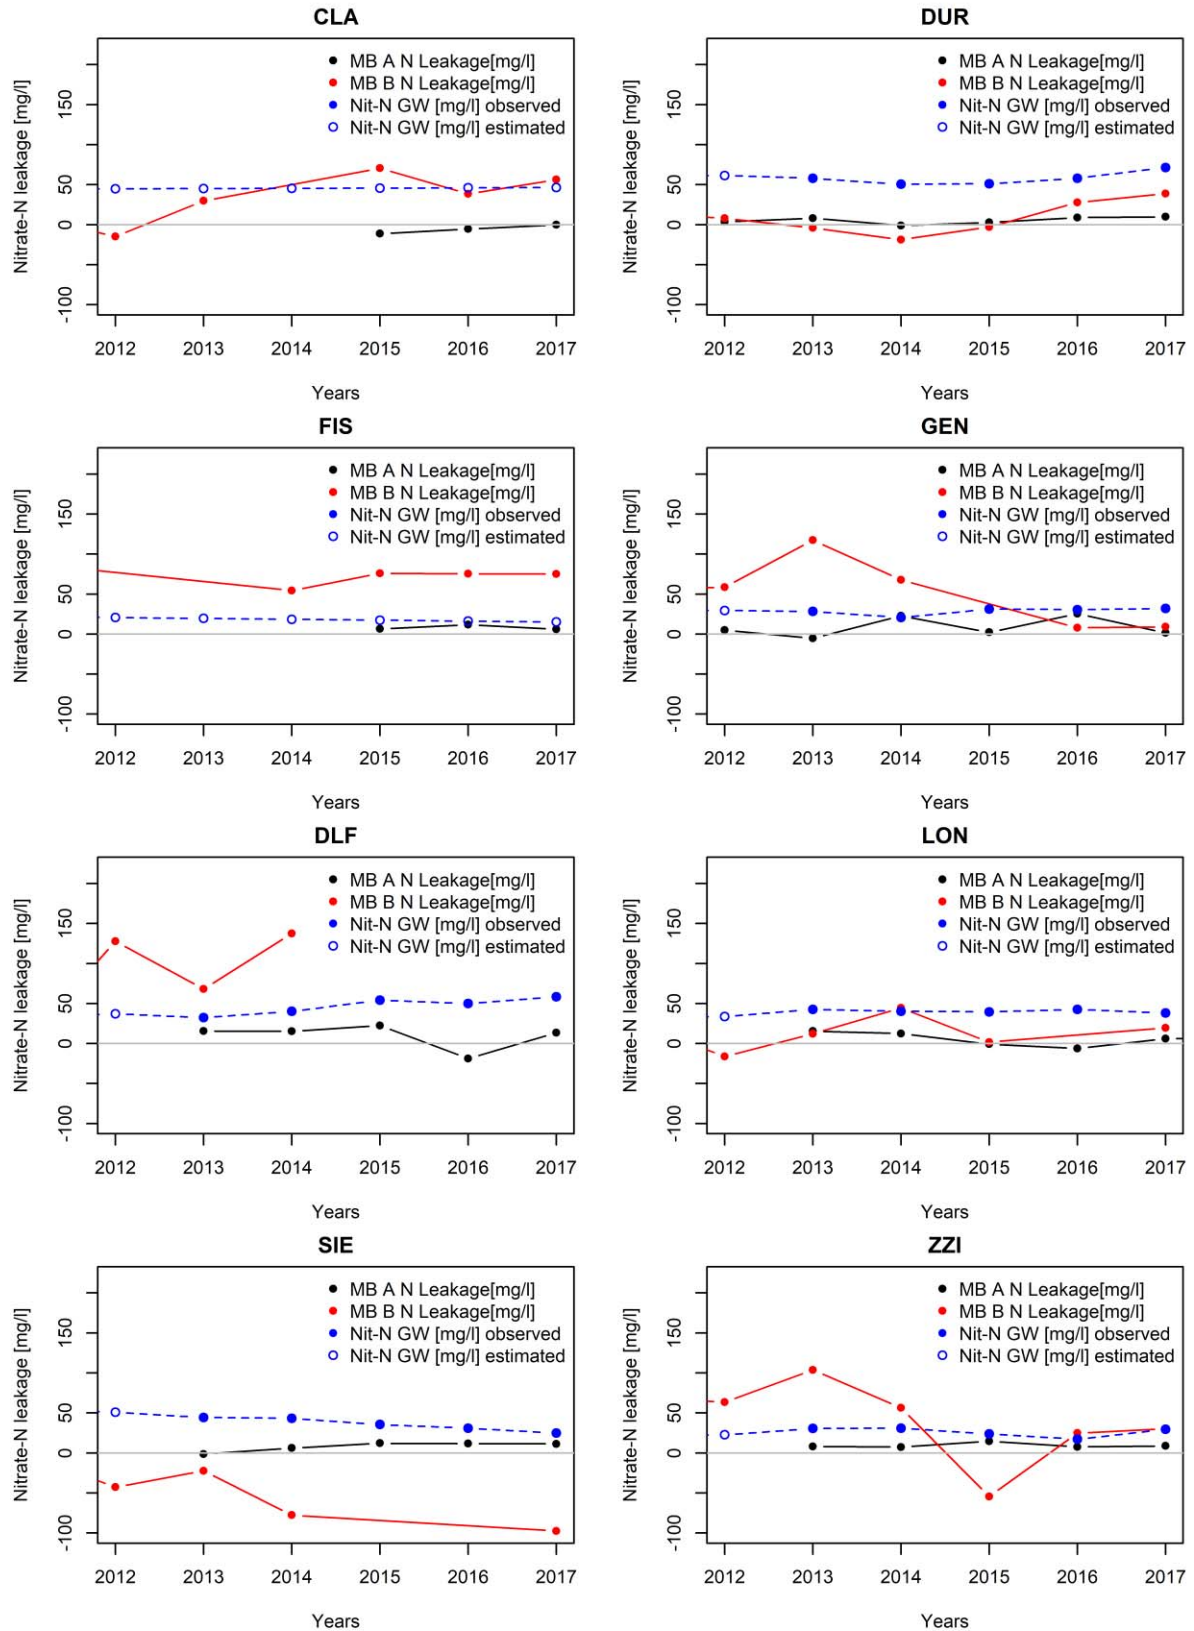 CLA
Nitrate-N leakage [mg/l]
MB A N Leakage[mg/l]
MB B N Leakage[mg/l]
Nit-N GW [mg/l] observed
Nit-N GW [mg/l] estimated
150
50
0
-100
2012 2013 2014 2015 2016 2017
Years
DUR
Nitrate-N leakage [mg/l]
MB A N Leakage[mg/l]
MB B N Leakage[mg/l]
Nit-N GW [mg/l] observed
Nit-N GW [mg/l] estimated
150
50
0
-100
2012 2013 2014 2015 2016 2017
Years
FIS
Nitrate-N leakage [mg/l]
MB A N Leakage[mg/l]
MB B N Leakage[mg/l]
Nit-N GW [mg/l] observed
Nit-N GW [mg/l] estimated
150
50
0
-100
2012 2013 2014 2015 2016 2017
Years
GEN
Nitrate-N leakage [mg/l]
MB A N Leakage[mg/l]
MB B N Leakage[mg/l]
Nit-N GW [mg/l] observed
Nit-N GW [mg/l] estimated
150
50
0
-100
2012 2013 2014 2015 2016 2017
Years
DLF
Nitrate-N leakage [mg/l]
MB A N Leakage[mg/l]
MB B N Leakage[mg/l]
Nit-N GW [mg/l] observed
Nit-N GW [mg/l] estimated
150
50
0
-100
2012 2013 2014 2015 2016 2017
Years
LON
Nitrate-N leakage [mg/l]
MB A N Leakage[mg/l]
MB B N Leakage[mg/l]
Nit-N GW [mg/l] observed
Nit-N GW [mg/l] estimated
150
50
0
-100
2012 2013 2014 2015 2016 2017
Years
SIE
Nitrate-N leakage [mg/l]
MB A N Leakage[mg/l]
MB B N Leakage[mg/l]
Nit-N GW [mg/l] observed
Nit-N GW [mg/l] estimated
150
50
0
-100
2012 2013 2014 2015 2016 2017
Years
ZZI
Nitrate-N leakage [mg/l]
MB A N Leakage[mg/l]
MB B N Leakage[mg/l]
Nit-N GW [mg/l] observed
Nit-N GW [mg/l] estimated
150
50
0
-100
2012 2013 2014 2015 2016 2017
Years